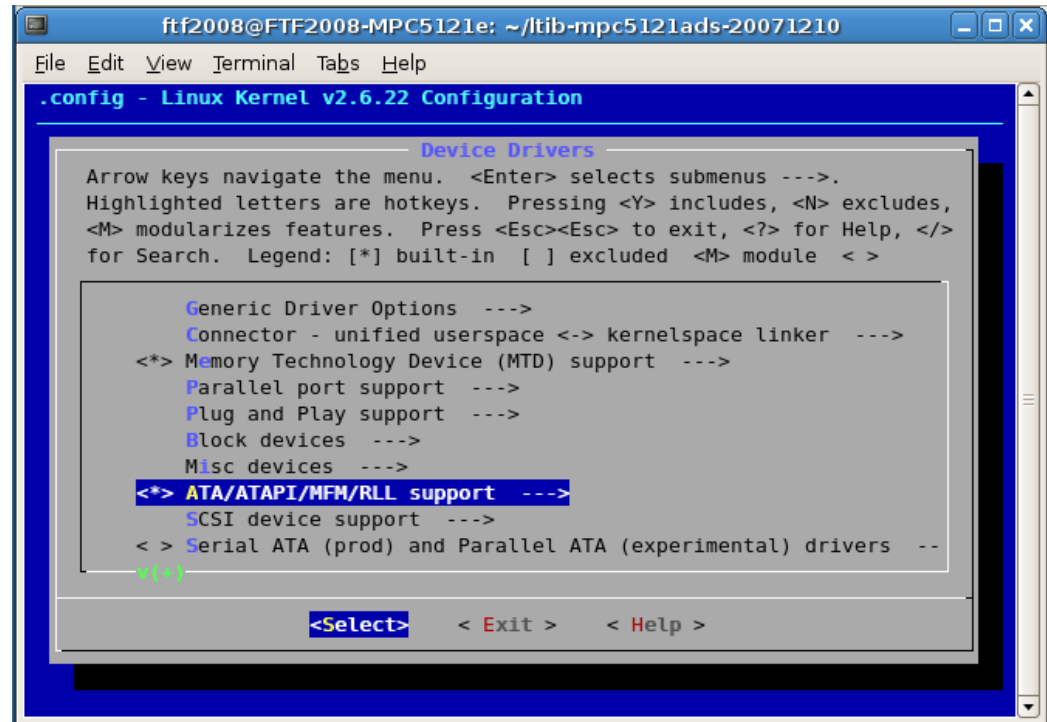 ftf2008@FTF2008-MPC5121e: ~/ltib-mpc5121ads-20071210
File Edit View Terminal Tabs Help
.config - Linux Kernel v2.6.22 Configuration
Device Drivers
Arrow keys navigate the menu.  <Enter> selects submenus --->.
Highlighted letters are hotkeys.  Pressing <Y> includes, <N> excludes,
<M> modularizes features.  Press <Esc><Esc> to exit, <?> for Help, </>
for Search.  Legend: [*] built-in  [ ] excluded  <M> module  < >
Generic Driver Options  --->
Connector - unified userspace <-> kernelspace linker  --->
<*> Memory Technology Device (MTD) support  --->
Parallel port support  --->
Plug and Play support  --->
Block devices  --->
Misc devices  --->
<*> ATA/ATAPI/MFM/RLL support  --->
SCSI device support  --->
< > Serial ATA (prod) and Parallel ATA (experimental) drivers  --
v(+)
<Select>    < Exit >    < Help >